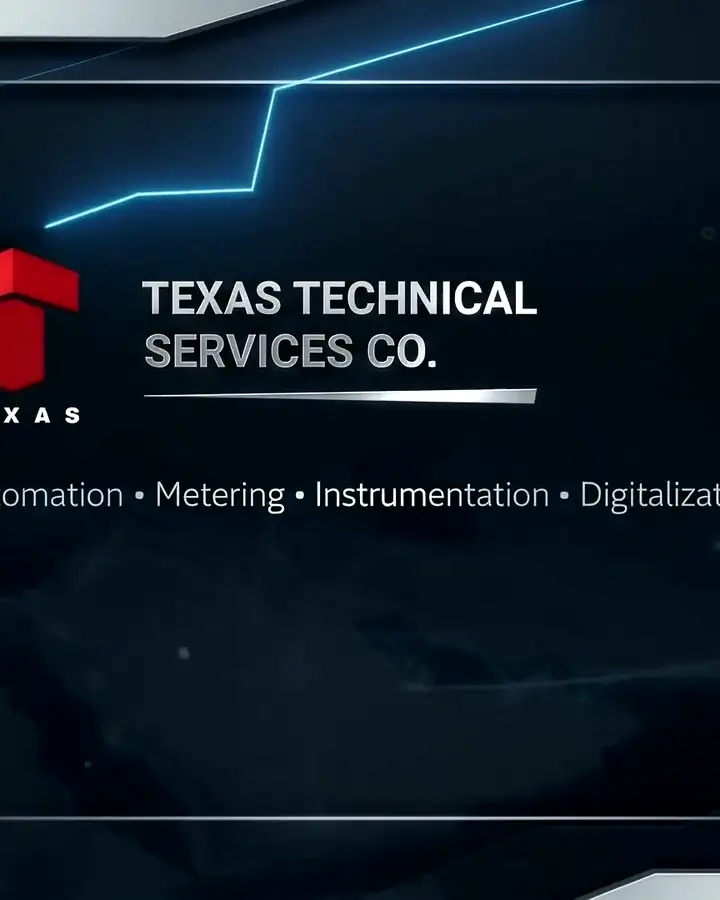 TEXAS TECHNICAL
SERVICES CO.
XAS
omation • Metering • Instrumentation • Digitalizat